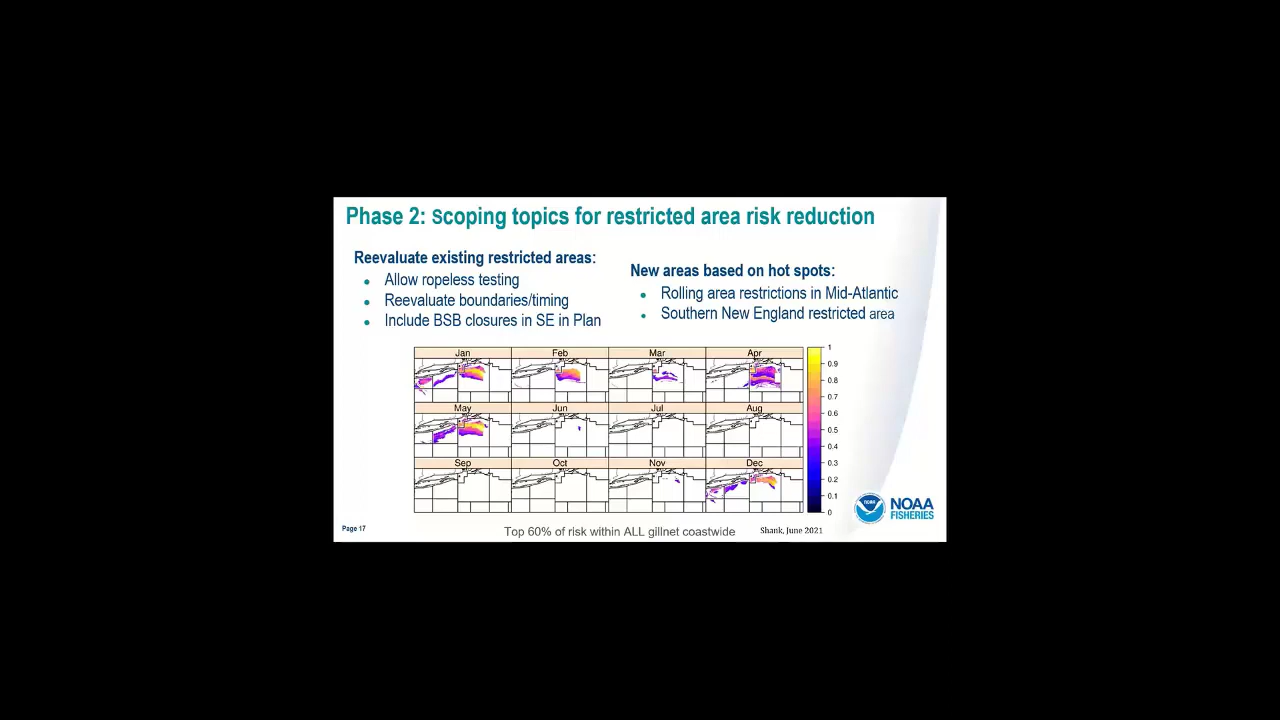 Phase 2: Scoping topics for restricted area risk reduction
Reevaluate existing restricted areas:
Allow ropeless testing
Reevaluate boundaries/timing
Include BSB closures in SE in Plan
New areas based on hot spots:
Rolling area restrictions in Mid-Atlantic
Southern New England restricted area
Jan Feb Mar Apr
May Jun Jul Aug
Sep Oct Nov Dec
1
0.9
0.8
0.7
0.6
0.5
0.4
0.3
0.2
0.1
0
NOAA
NOAA
FISHERIES
Page 17
Top 60% of risk within ALL gillnet coastwide
Shank, June 2021